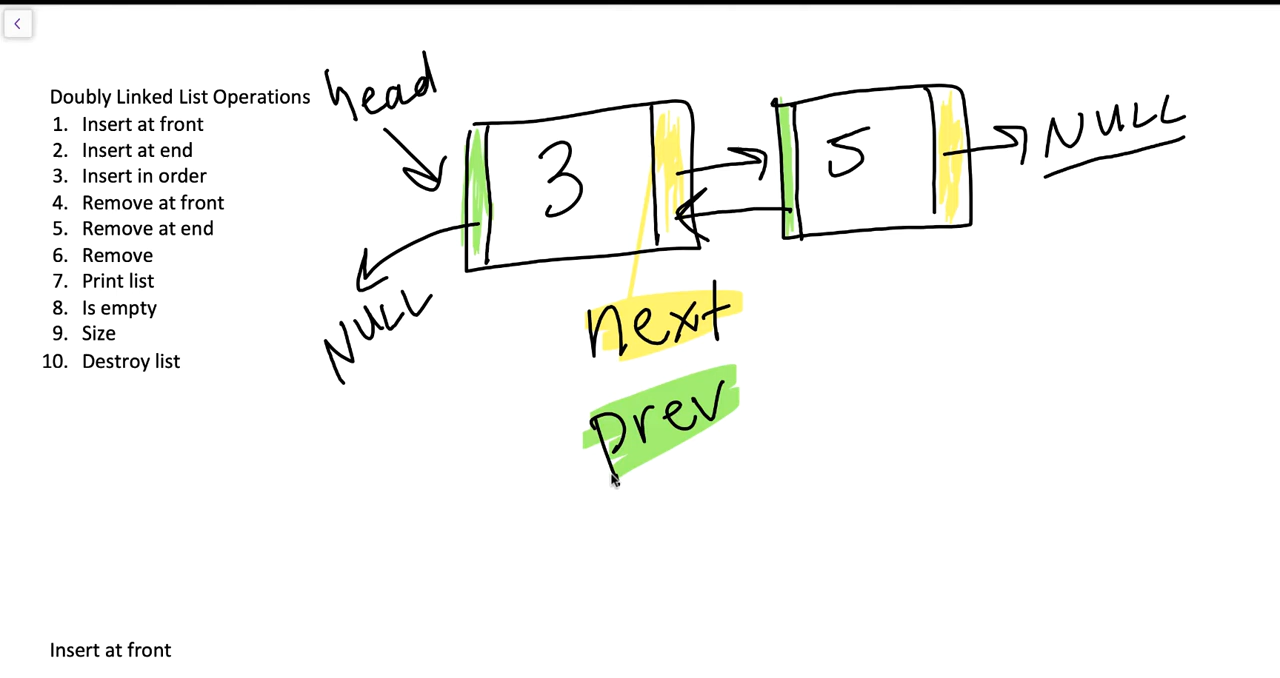 Doubly Linked List Operations
1. Insert at front
2. Insert at end
3. Insert in order
4. Remove at front
5. Remove at end
6. Remove
7. Print list
8. Is empty
9. Size
10. Destroy list
head
3
5
NULL
NULL
next
prev
Insert at front